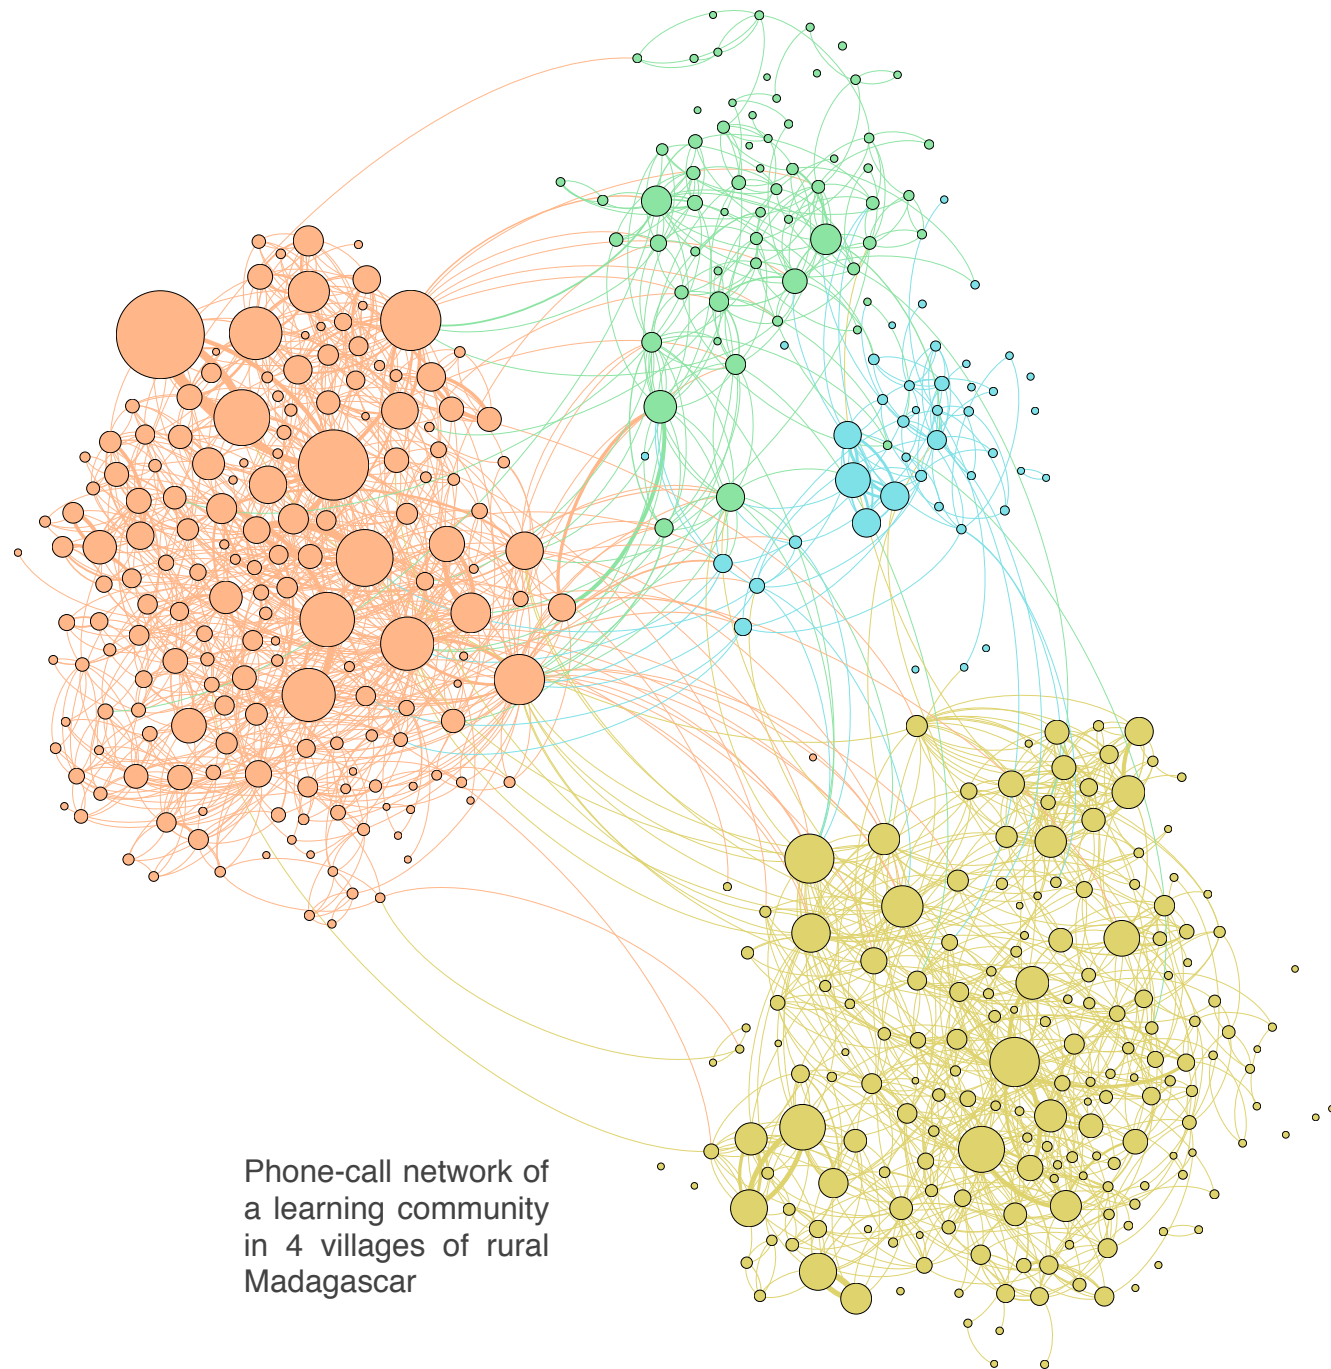 Phone-call network of
a learning community
in 4 villages of rural
Madagascar